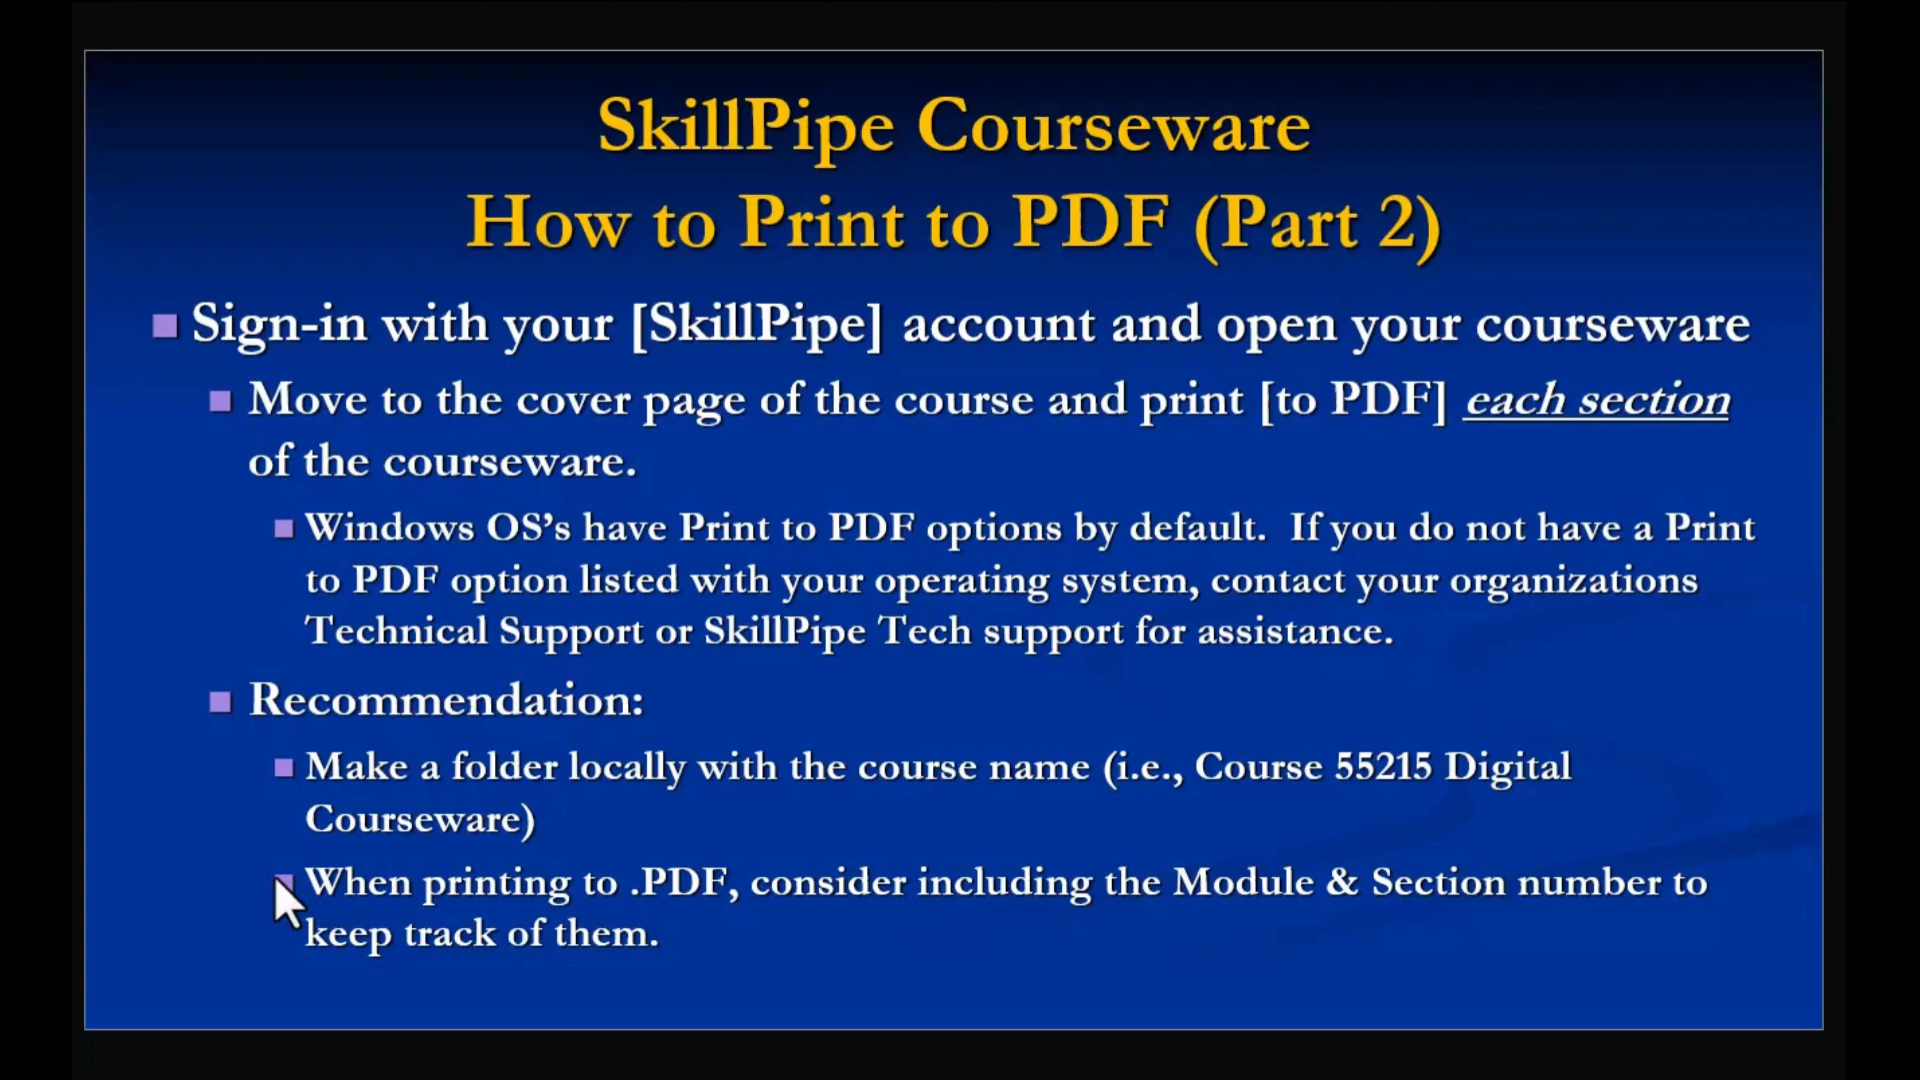 SkillPipe Courseware
How to Print to PDF (Part 2)
Sign-in with your [SkillPipe] account and open your courseware
Move to the cover page of the course and print [to PDF] each section
of the courseware.
Windows OS’s have Print to PDF options by default.  If you do not have a Print
to PDF option listed with your operating system, contact your organizations
Technical Support or SkillPipe Tech support for assistance.
Recommendation:
Make a folder locally with the course name (i.e., Course 55215 Digital
Courseware)
When printing to .PDF, consider including the Module & Section number to
keep track of them.